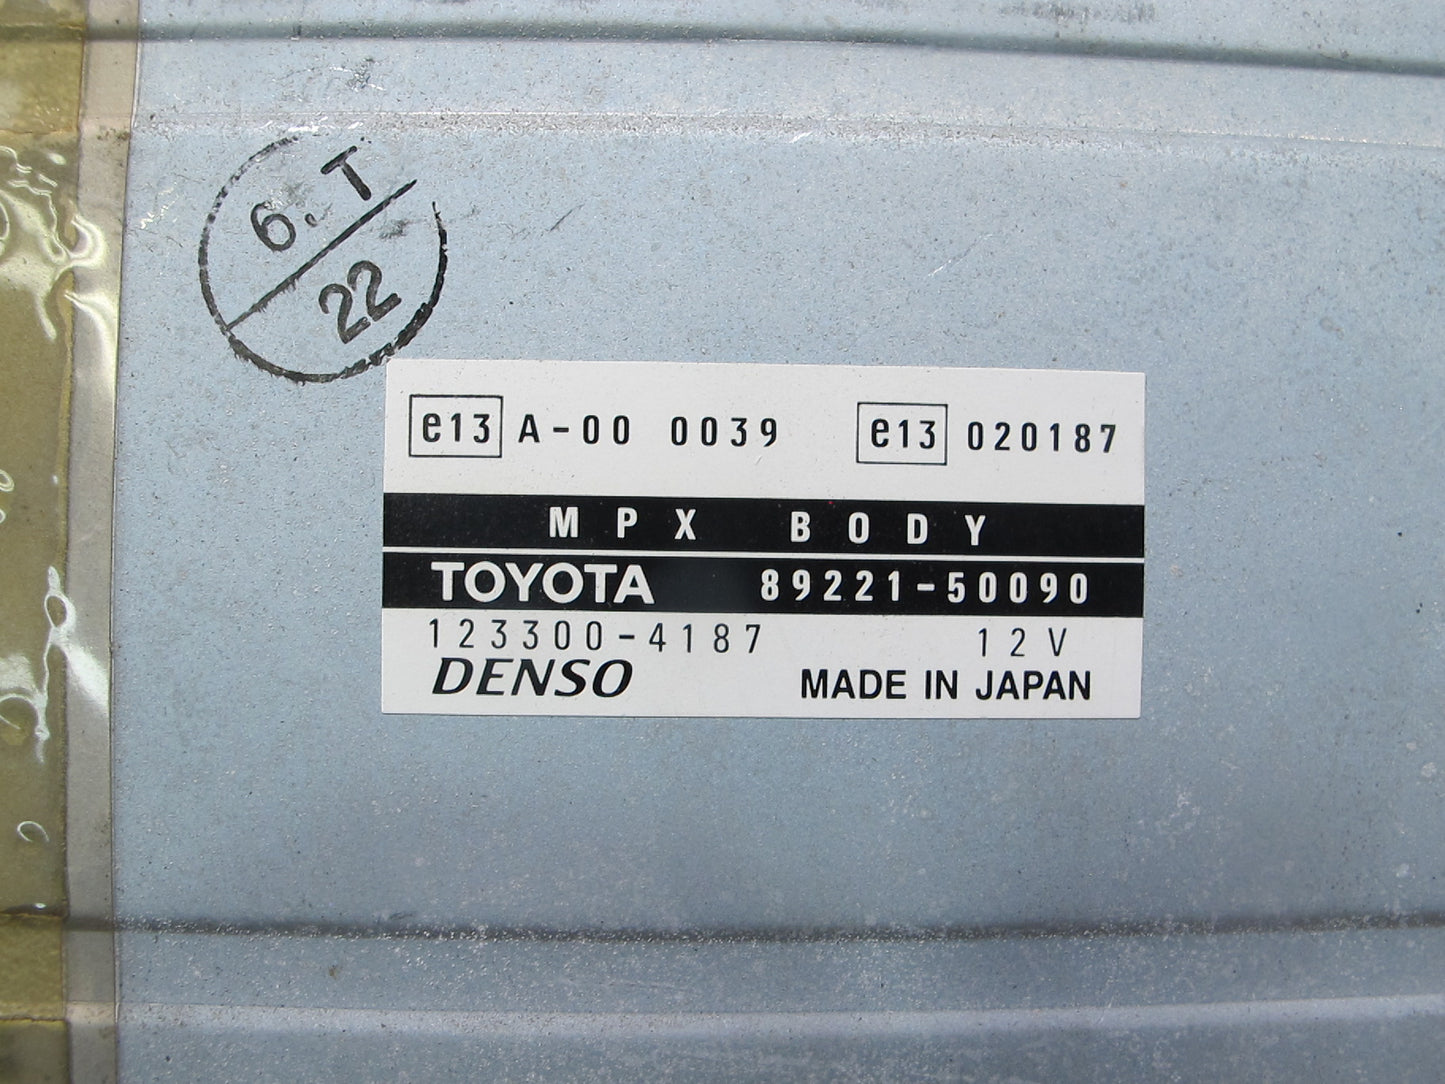 6. T
22
e13 A-00 0039 e13 020187
MPX BODY
TOYOTA 89221-50090
123300-4187 12V
DENSO MADE IN JAPAN